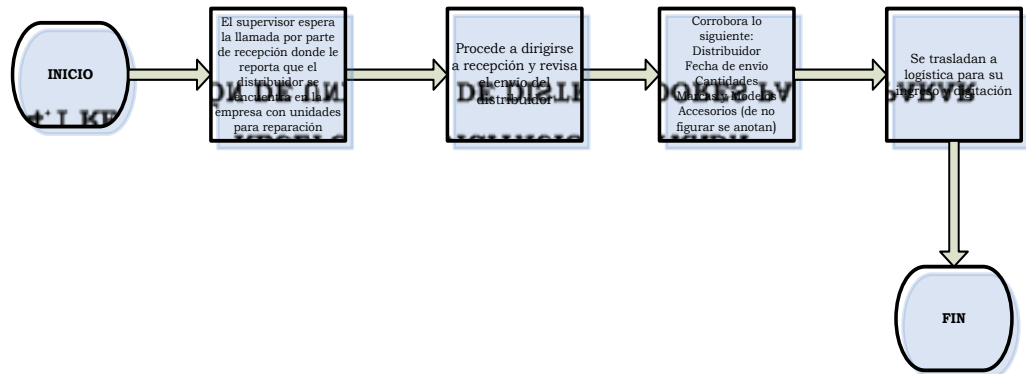 INICIO
El supervisor espera
la llamada por parte
de recepción donde le
reporta que el
distribuidor se
encuentra en la
empresa con unidades
para reparación
Procede a dirigirse
a recepción y revisa
el envío del
distribuidor
Corrobora lo
siguiente:
Distribuidor
Fecha de envio
Cantidades
Marcas y Modelos
Accesorios (de no
figurar se anotan)
Se trasladan a
logística para su
ingreso y digitación
FIN